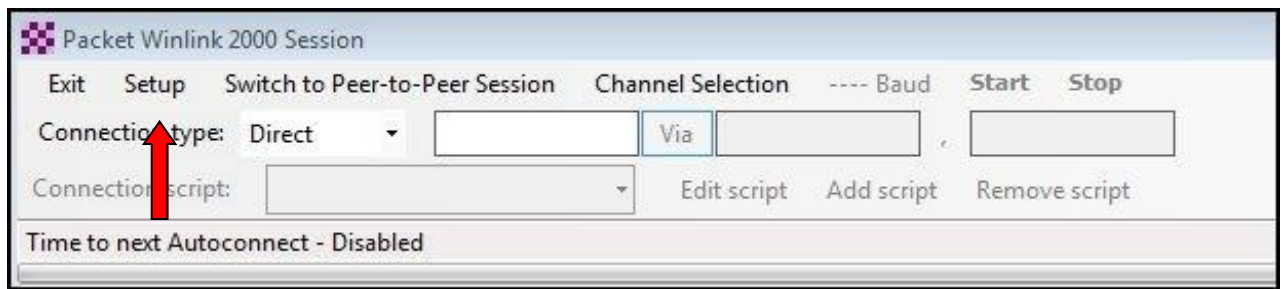 Packet Winlink 2000 Session
Exit Setup Switch to Peer-to-Peer Session Channel Selection ---- Baud Start Stop
Connection type: Direct Via ,
Connection script: Edit script Add script Remove script
Time to next Autoconnect - Disabled